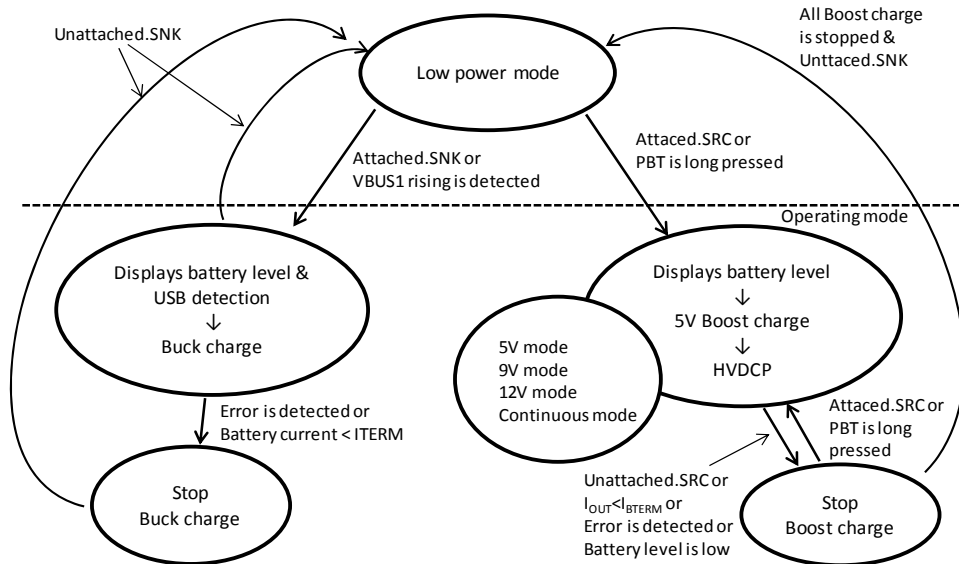 Unattached.SNK
Low power mode
All Boost charge
is stopped &
Unttaced.SNK
Attached.SNK or
VBUS1 rising is detected
Attaced.SRC or
PBT is long pressed
Operating mode
Displays battery level &
USB detection
↓
Buck charge
Displays battery level
↓
5V Boost charge
↓
HVDCP
5V mode
9V mode
12V mode
Continuous mode
Error is detected or
Battery current < ITERM
Attaced.SRC or
PBT is long
pressed
Stop
Buck charge
Unattached.SRC or
IOUT<IBTERM or
Error is detected or
Battery level is low
Stop
Boost charge